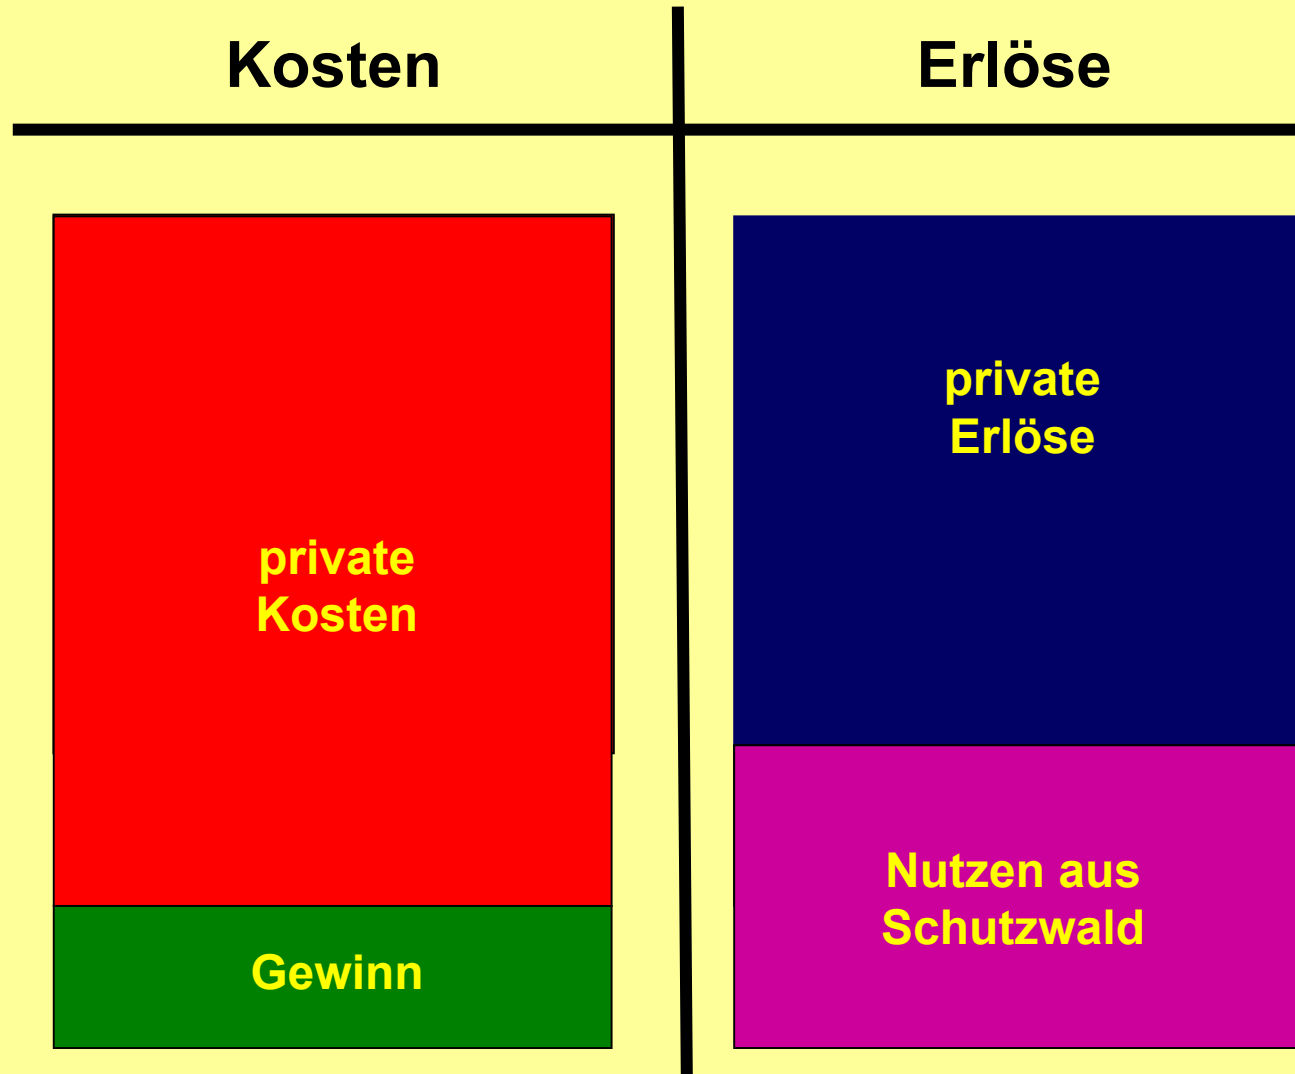 Kosten
Erlöse
private
Kosten
Gewinn
private
Erlöse
Nutzen aus
Schutzwald